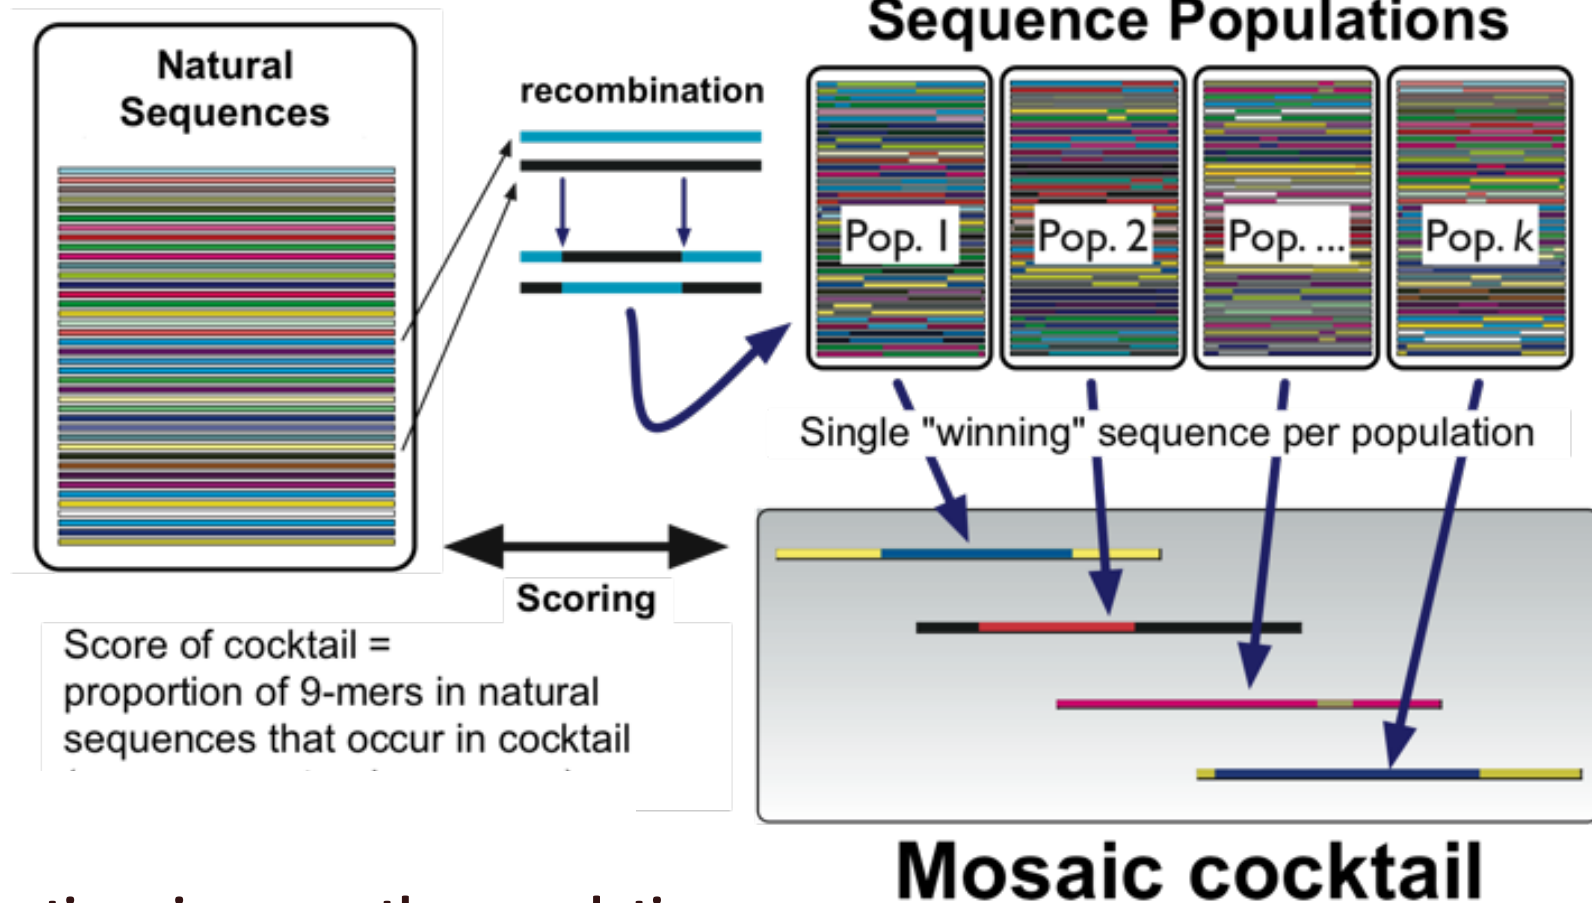 Sequence Populations
Natural
Sequences
recombination
Pop. 1
Pop. 2
Pop. ...
Pop. k
Single "winning" sequence per population
Scoring
Score of cocktail =
proportion of 9-mers in natural
sequences that occur in cocktail
Mosaic cocktail